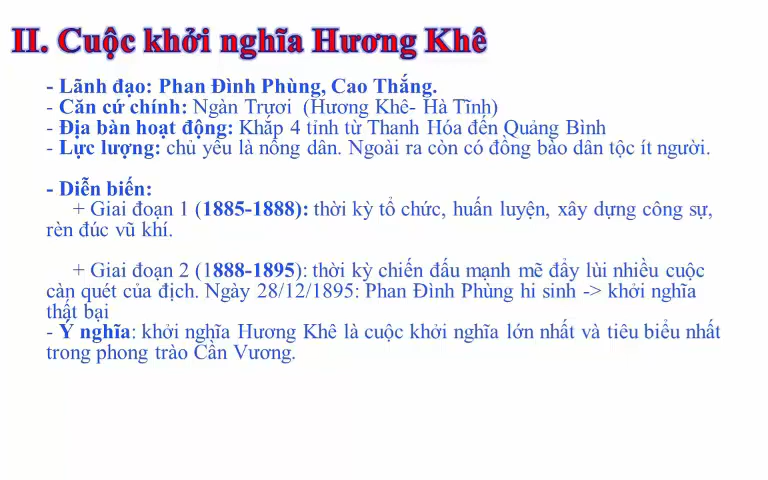 II. Cuộc khởi nghĩa Hương Khê
- Lãnh đạo: Phan Đình Phùng, Cao Thắng.
- Căn cứ chính: Ngàn Trươi (Hương Khê- Hà Tĩnh)
- Địa bàn hoạt động: Khắp 4 tỉnh từ Thanh Hóa đến Quảng Bình
- Lực lượng: chủ yếu là nông dân. Ngoài ra còn có đồng bào dân tộc ít người.
- Diễn biến:
+ Giai đoạn 1 (1885-1888): thời kỳ tổ chức, huấn luyện, xây dựng công sự,
rèn đúc vũ khí.
+ Giai đoạn 2 (1888-1895): thời kỳ chiến đấu mạnh mẽ đẩy lùi nhiều cuộc
càn quét của địch. Ngày 28/12/1895: Phan Đình Phùng hi sinh -> khởi nghĩa
thất bại
- Ý nghĩa: khởi nghĩa Hương Khê là cuộc khởi nghĩa lớn nhất và tiêu biểu nhất
trong phong trào Cần Vương.